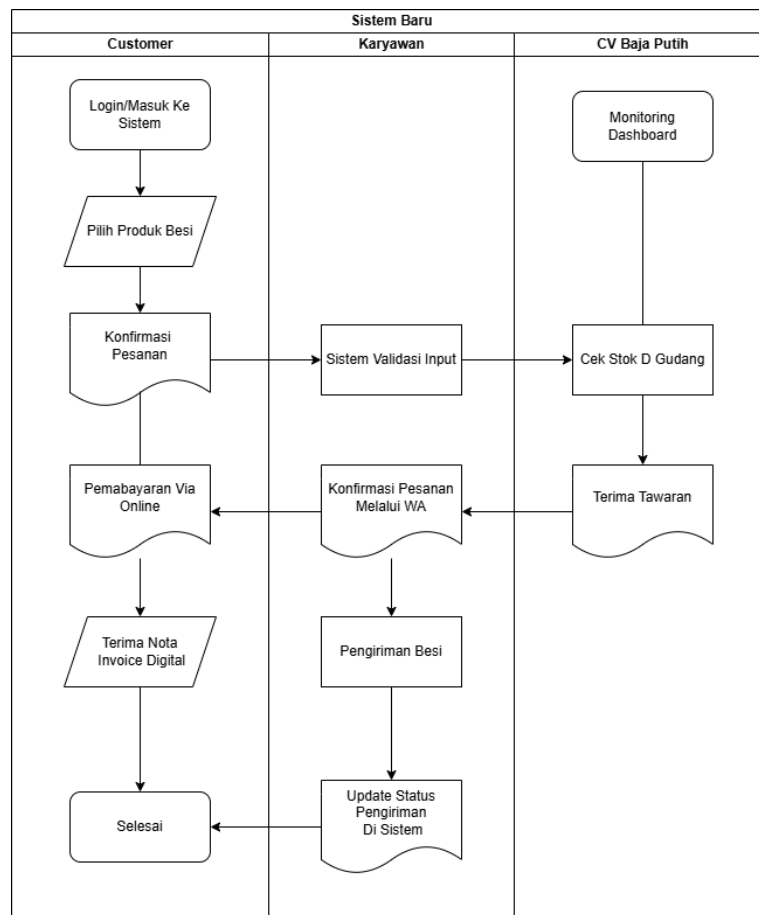 Sistem Baru
Customer
Karyawan
CV Baja Putih
Login/Masuk Ke
Sistem
Monitoring
Dashboard
Pilih Produk Besi
Konfirmasi
Pesanan
Sistem Validasi Input
Cek Stok D Gudang
Pemabayaran Via
Online
Konfirmasi Pesanan
Melalui WA
Terima Tawaran
Terima Nota
Invoice Digital
Pengiriman Besi
Selesai
Update Status
Pengiriman
Di Sistem